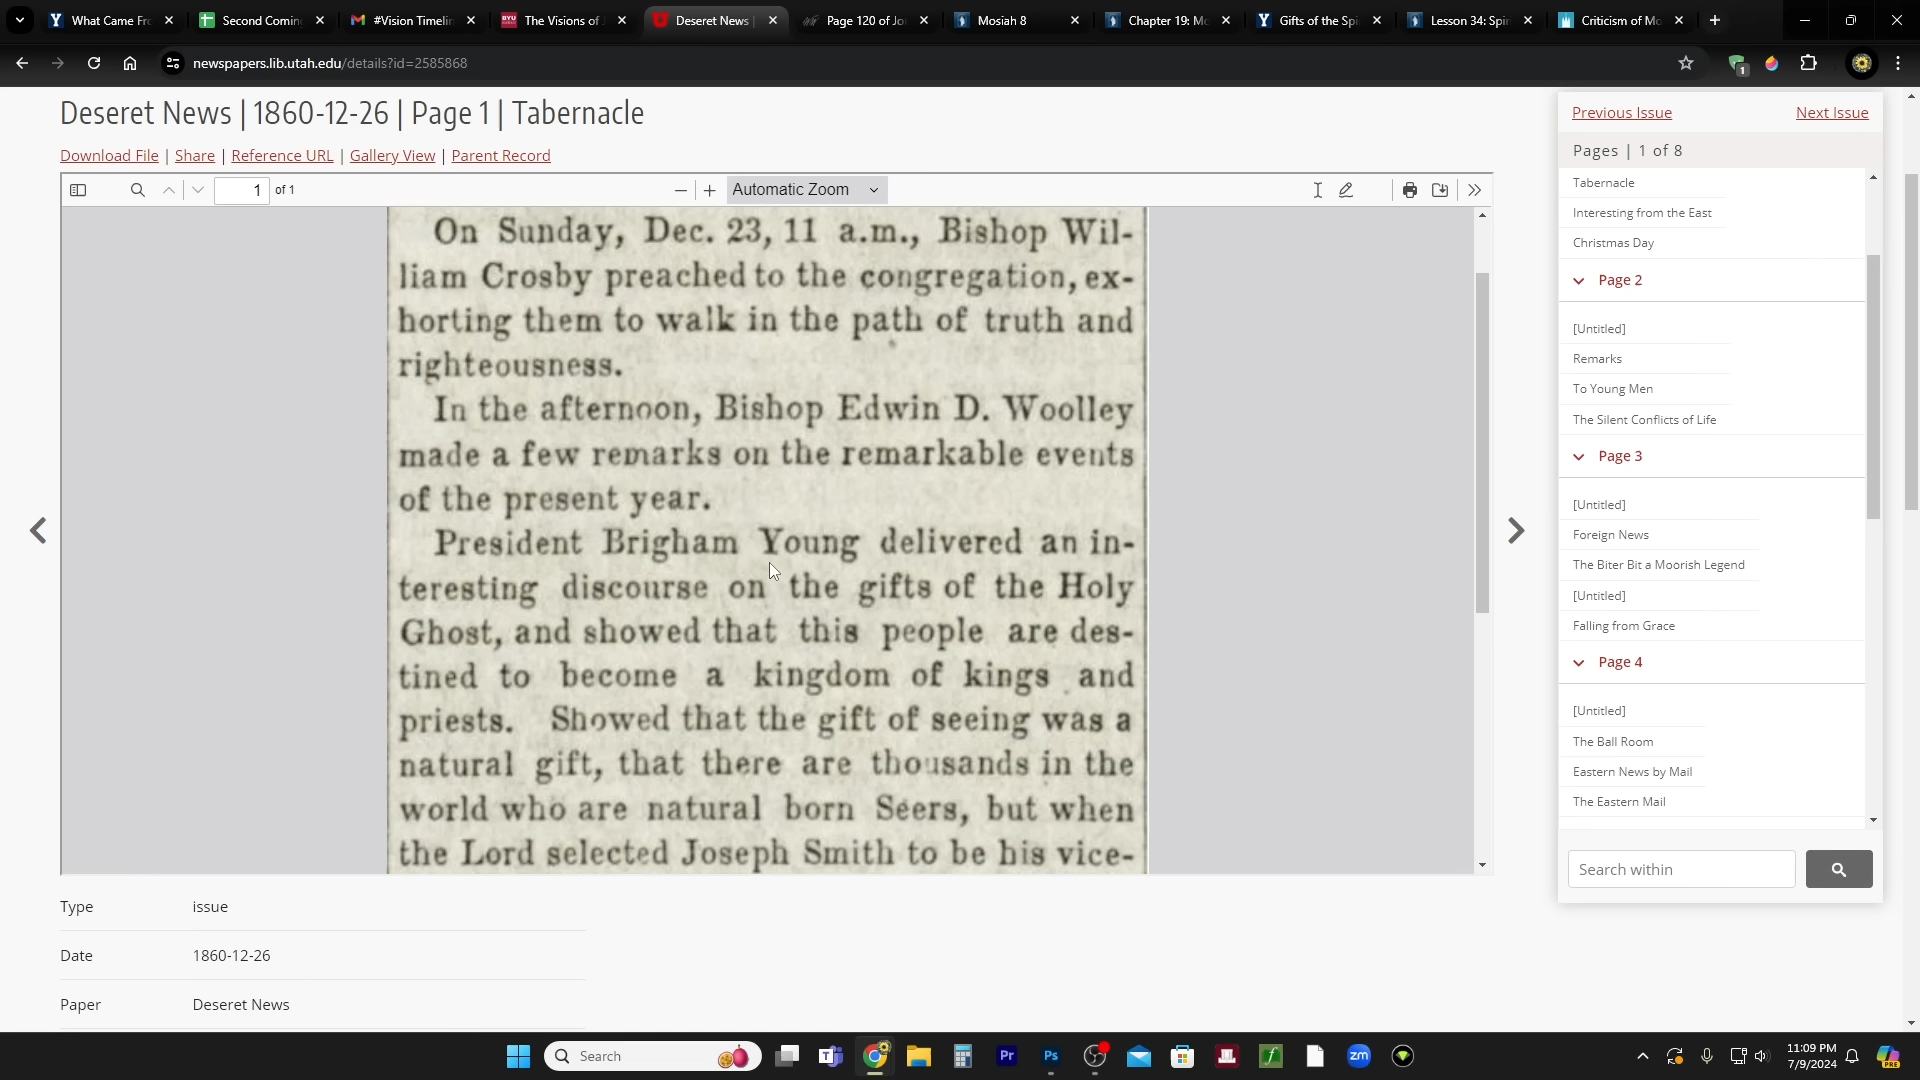 What Came Fr
Second Comin
#Vision Timelin
The Visions of J
Deseret News |
Page 120 of Jo
Mosiah 8
Chapter 19: Mo
Gifts of the Spi
Lesson 34: Spir
Criticism of Mo
newspapers.lib.utah.edu/details?id=2585868
1
Deseret News | 1860-12-26 | Page 1 | Tabernacle
Download File | Share | Reference URL | Gallery View | Parent Record
1 of 1
Automatic Zoom
On Sunday, Dec. 23, 11 a.m., Bishop Wil-
liam Crosby preached to the congregation, ex-
horting them to walk in the path of truth and
righteousness.
In the afternoon, Bishop Edwin D. Woolley
made a few remarks on the remarkable events
of the present year.
President Brigham Young delivered an in-
teresting discourse on the gifts of the Holy
Ghost, and showed that this people are des-
tined to become a kingdom of kings and
priests. Showed that the gift of seeing was a
natural gift, that there are thousands in the
world who are natural born Seers, but when
the Lord selected Joseph Smith to be his vice-
Type issue
Date 1860-12-26
Paper Deseret News
Previous Issue Next Issue
Pages | 1 of 8
Tabernacle
Interesting from the East
Christmas Day
Page 2
[Untitled]
Remarks
To Young Men
The Silent Conflicts of Life
Page 3
[Untitled]
Foreign News
The Biter Bit a Moorish Legend
[Untitled]
Falling from Grace
Page 4
[Untitled]
The Ball Room
Eastern News by Mail
The Eastern Mail
Search within
Search
Pr
Ps
zm
11:09 PM
7/9/2024